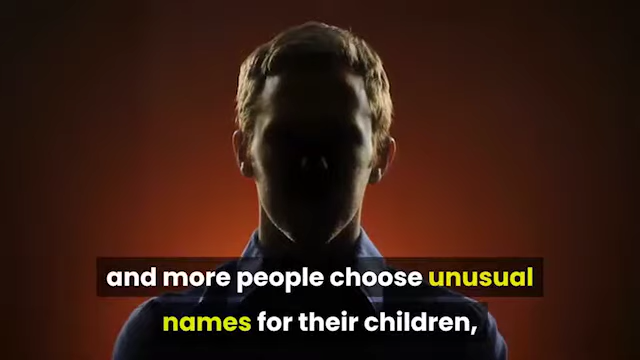 and more people choose unusual
names for their children,